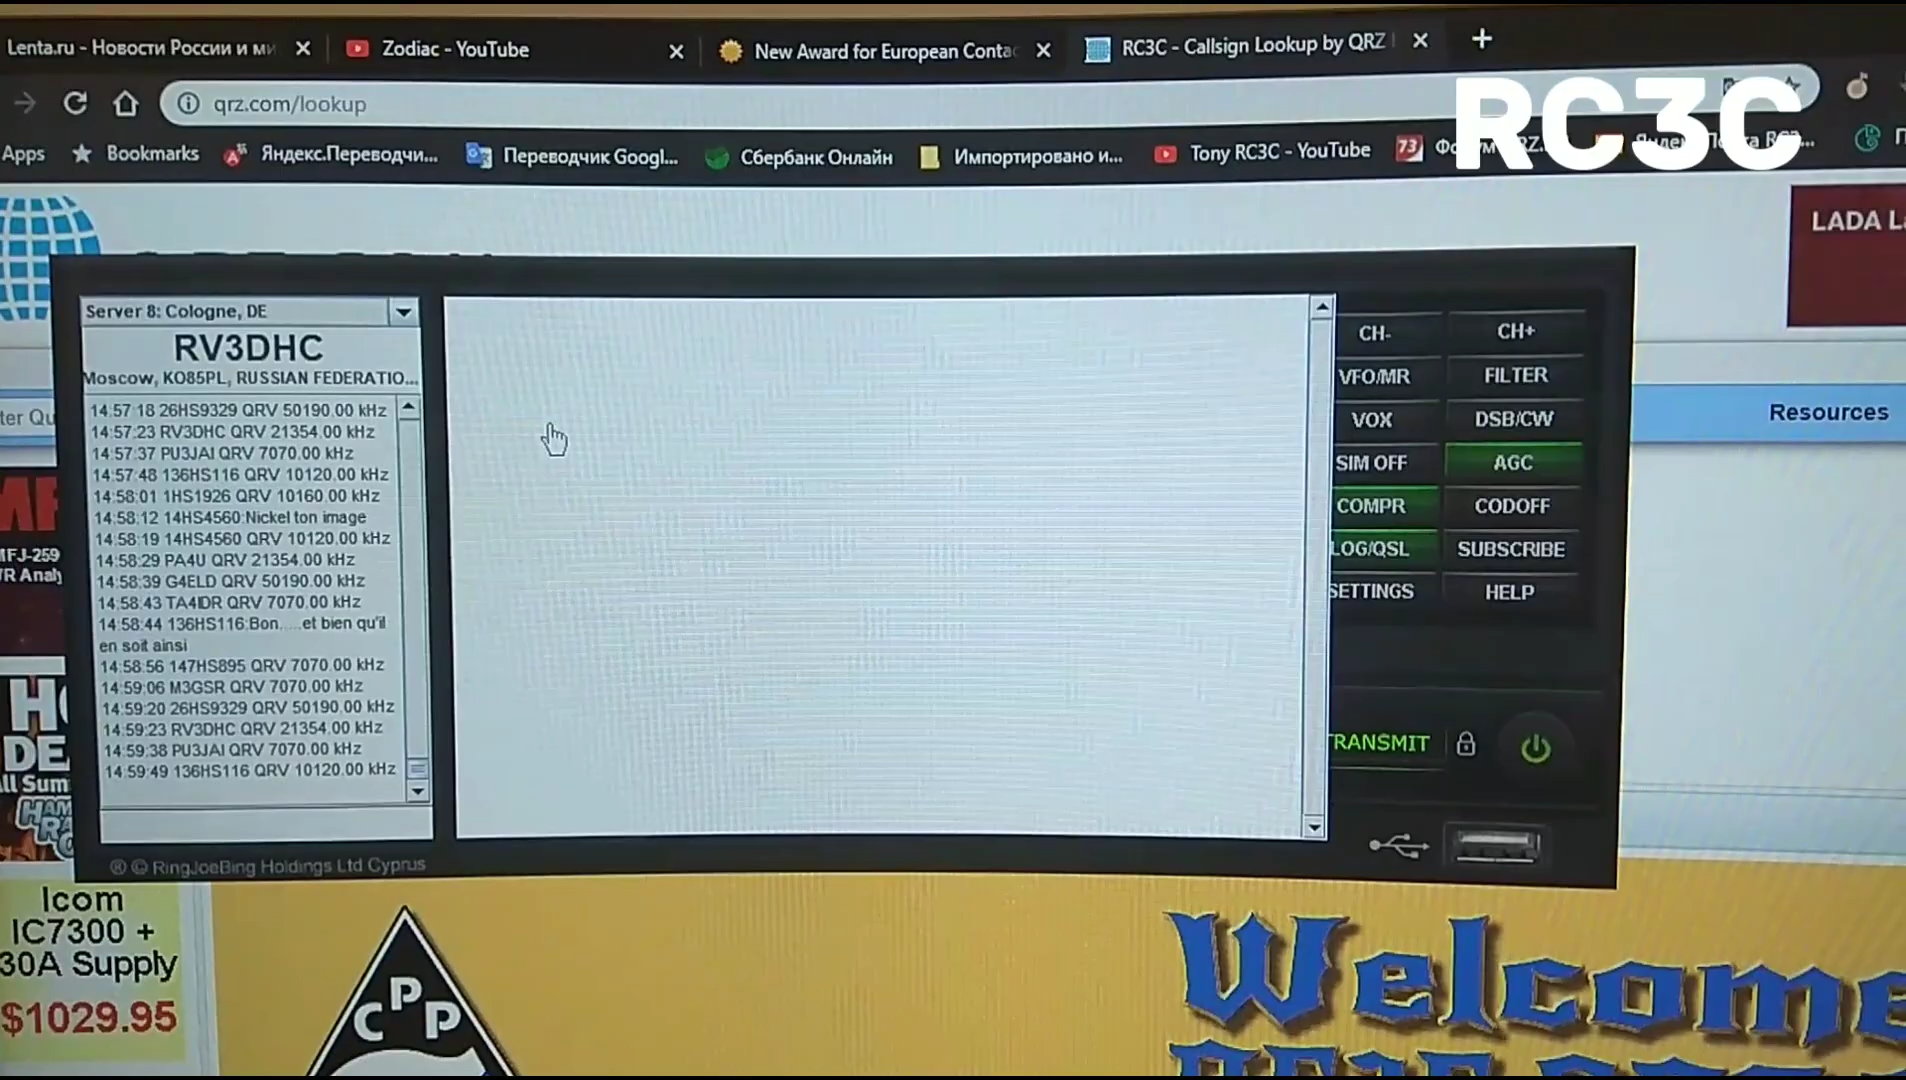 Lenta.ru - Новости России и ми
Zodiac - YouTube
New Award for European Contac
RC3C - Callsign Lookup by QRZ
qrz.com/lookup
RC3C
Apps
Bookmarks
Яндекс.Переводчи...
Переводчик Googl...
Сбербанк Онлайн
Импортировано и...
Tony RC3C - YouTube
73
LADA
Server 8: Cologne, DE
RV3DHC
Moscow, KO85PL, RUSSIAN FEDERATIO...
14:57:18 26HS9329 QRV 50190.00 kHz
14:57:23 RV3DHC QRV 21354.00 kHz
14:57:37 PU3JAI QRV 7070.00 kHz
14:57:48 136HS116 QRV 10120.00 kHz
14:58:01 1HS1926 QRV 10160.00 kHz
14:58:12 14HS4560:Nickel ton image
14:58:19 14HS4560 QRV 10120.00 kHz
14:58:29 PA4U QRV 21354.00 kHz
14:58:39 G4ELD QRV 50190.00 kHz
14:58:43 TA4IDR QRV 7070.00 kHz
14:58:44 136HS116:Bon.....et bien qu'il
en soit ainsi
14:58:56 147HS895 QRV 7070.00 kHz
14:59:06 M3GSR QRV 7070.00 kHz
14:59:20 26HS9329 QRV 50190.00 kHz
14:59:23 RV3DHC QRV 21354.00 kHz
14:59:38 PU3JAI QRV 7070.00 kHz
14:59:49 136HS116 QRV 10120.00 kHz
® © RingJoeBing Holdings Ltd Cyprus
CH- CH+
VFO/MR FILTER
VOX DSB/CW
SIM OFF AGC
COMPR CODOFF
LOG/QSL SUBSCRIBE
SETTINGS HELP
TRANSMIT
Resources
MFJ-259
Icom
IC7300 +
30A Supply
$1029.95
CPP
Welcome